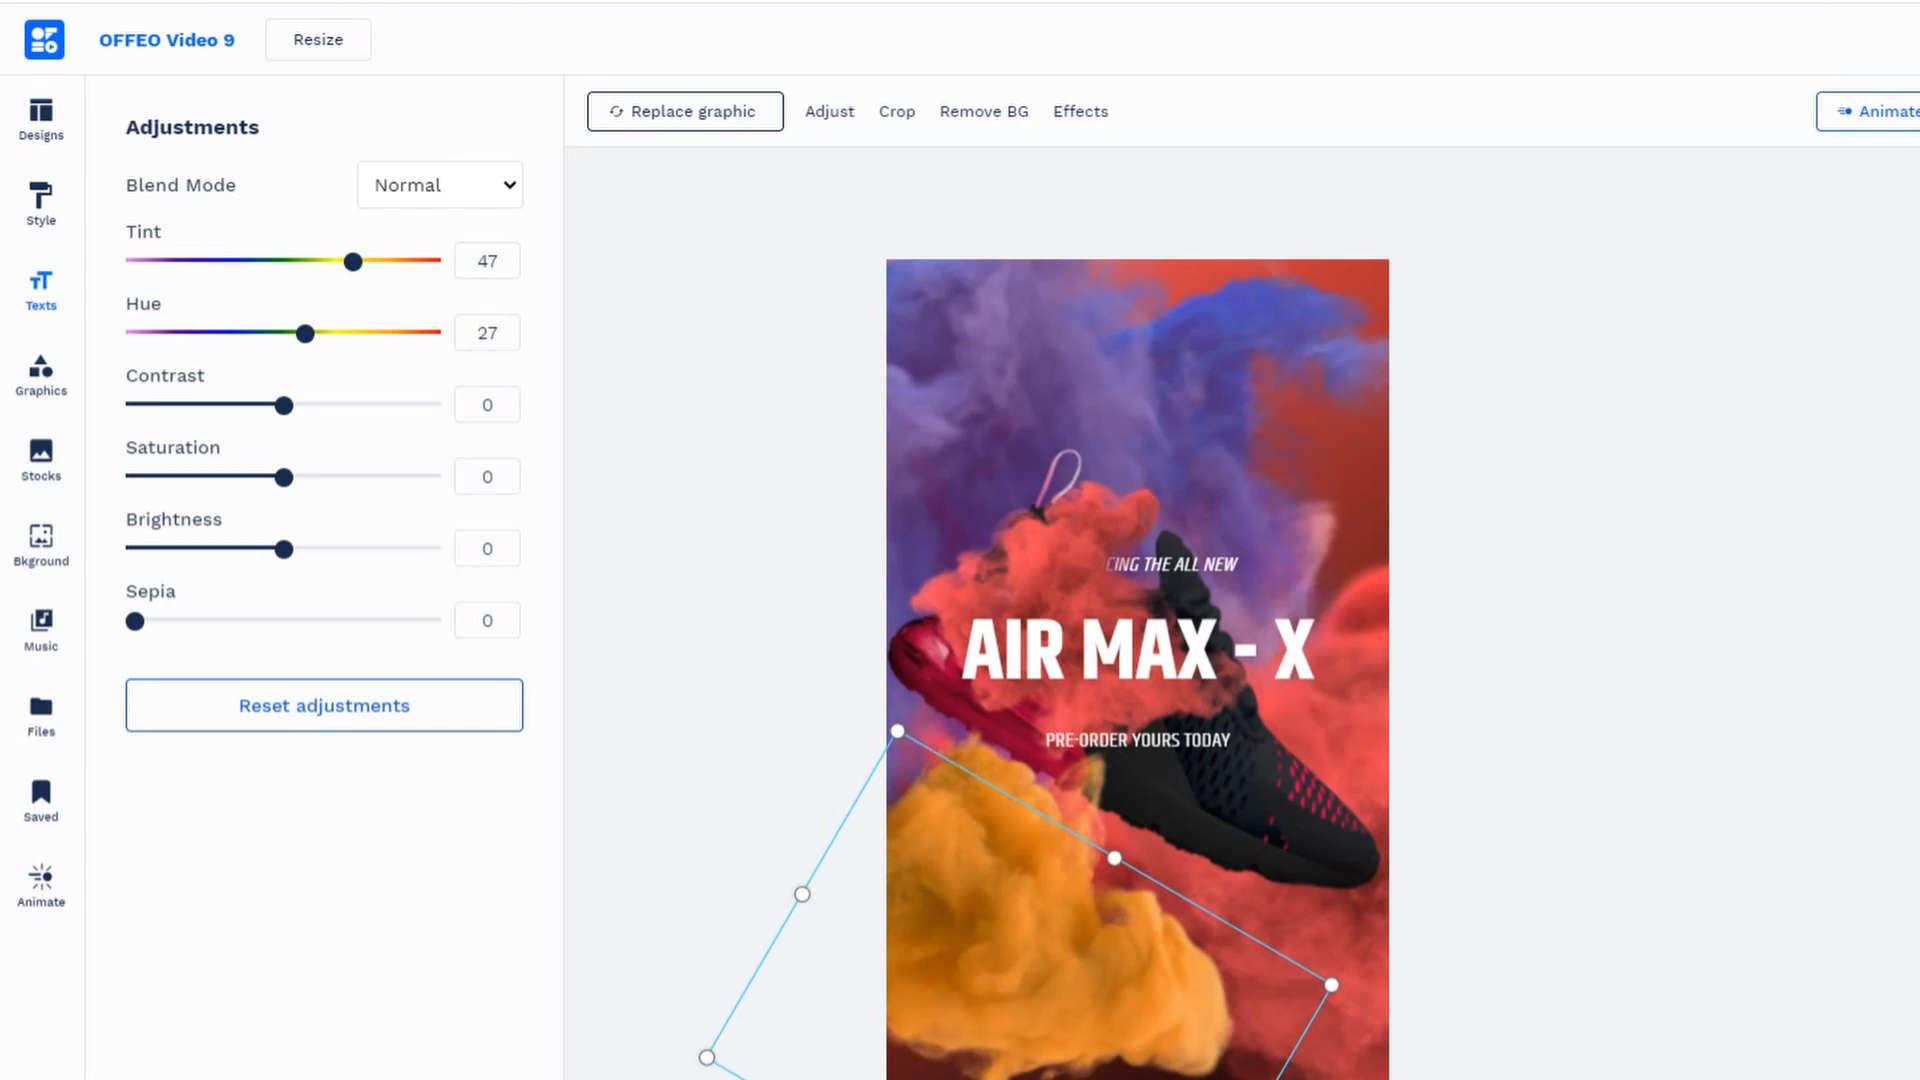 OFFEO Video 9
Resize
Designs
Style
Texts
Graphics
Stocks
Bkground
Music
Files
Saved
Animate
Adjustments
Blend Mode
Normal
Tint
47
Hue
27
Contrast
0
Saturation
0
Brightness
0
Sepia
0
Reset adjustments
Replace graphic
Adjust
Crop
Remove BG
Effects
Animate
CING THE ALL NEW
AIR MAX - X
PRE-ORDER YOURS TODAY